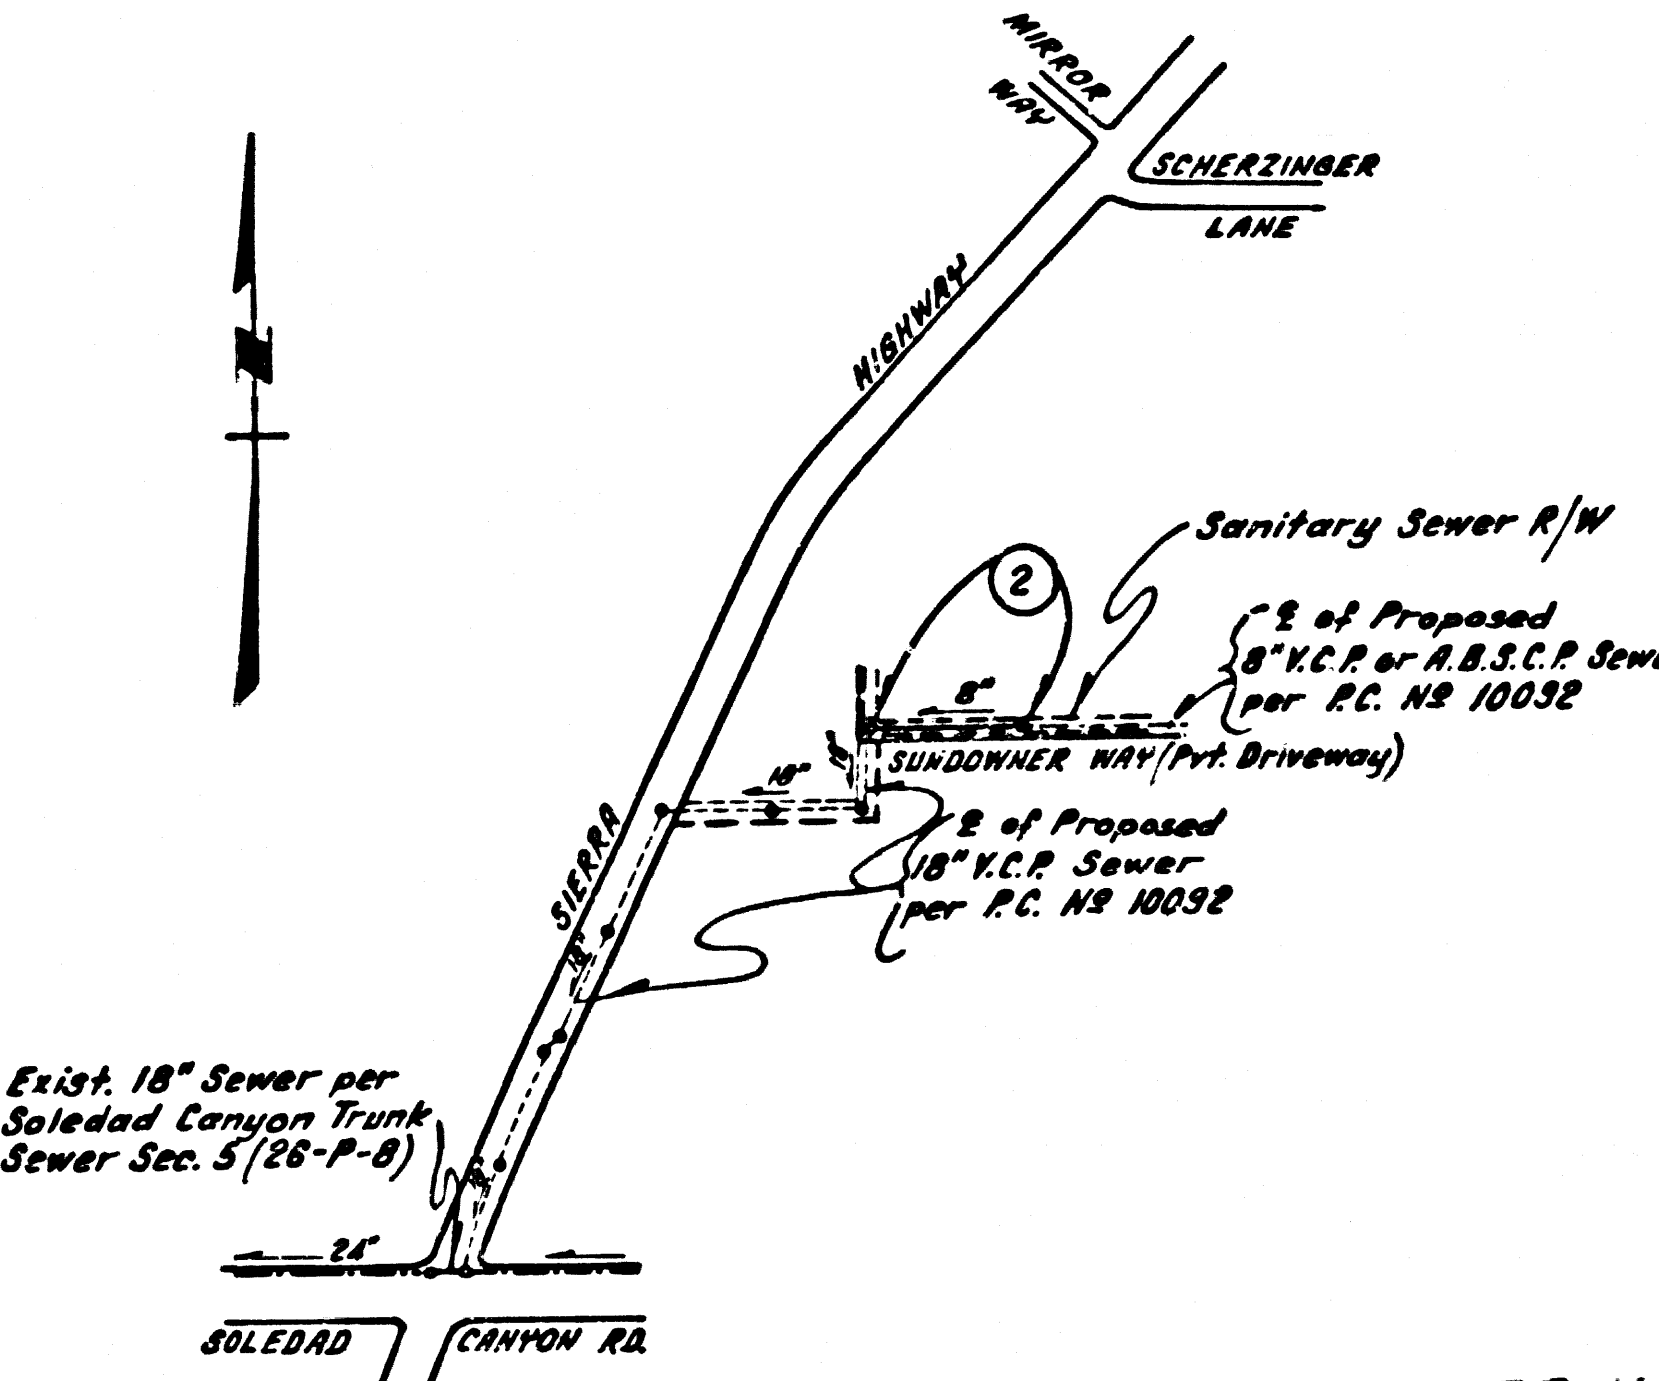 MIRROR
WAY
SCHERZINGER
LANE
HIGHWAY
N
Sanitary Sewer R/W
2
℄ of Proposed
8" V.C.P. or A.B.S.C.P.
per P.C. Nº 10092
8"
18"
SUNDOWNER WAY (Pvt. Driveway)
18"
℄ of Proposed
18" V.C.P. Sewer
per P.C. Nº 10092
SIERRA
18"
Exist. 18" Sewer per
Soledad Canyon Trunk
Sewer Sec. 5 (26-P-8)
18"
24"
SOLEDAD CANYON RD.